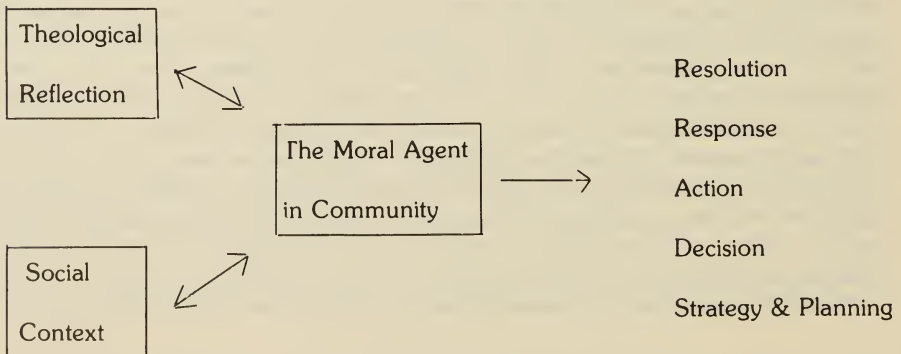 Theological
Reflection
The Moral Agent
in Community
Social
Context
Resolution
Response
Action
Decision
Strategy & Planning